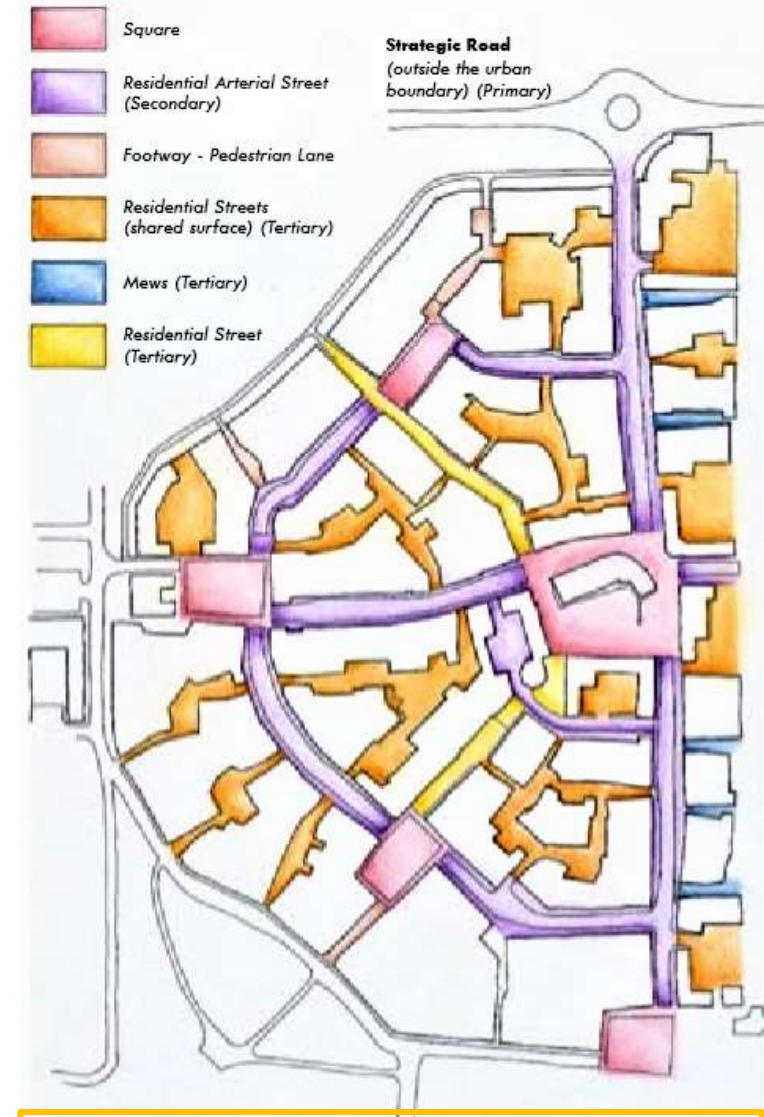 Square
Strategic Road
(outside the urban
boundary) (Primary)
Residential Arterial Street
(Secondary)
Footway - Pedestrian Lane
Residential Streets
(shared surface) (Tertiary)
Mews (Tertiary)
Residential Street
(Tertiary)